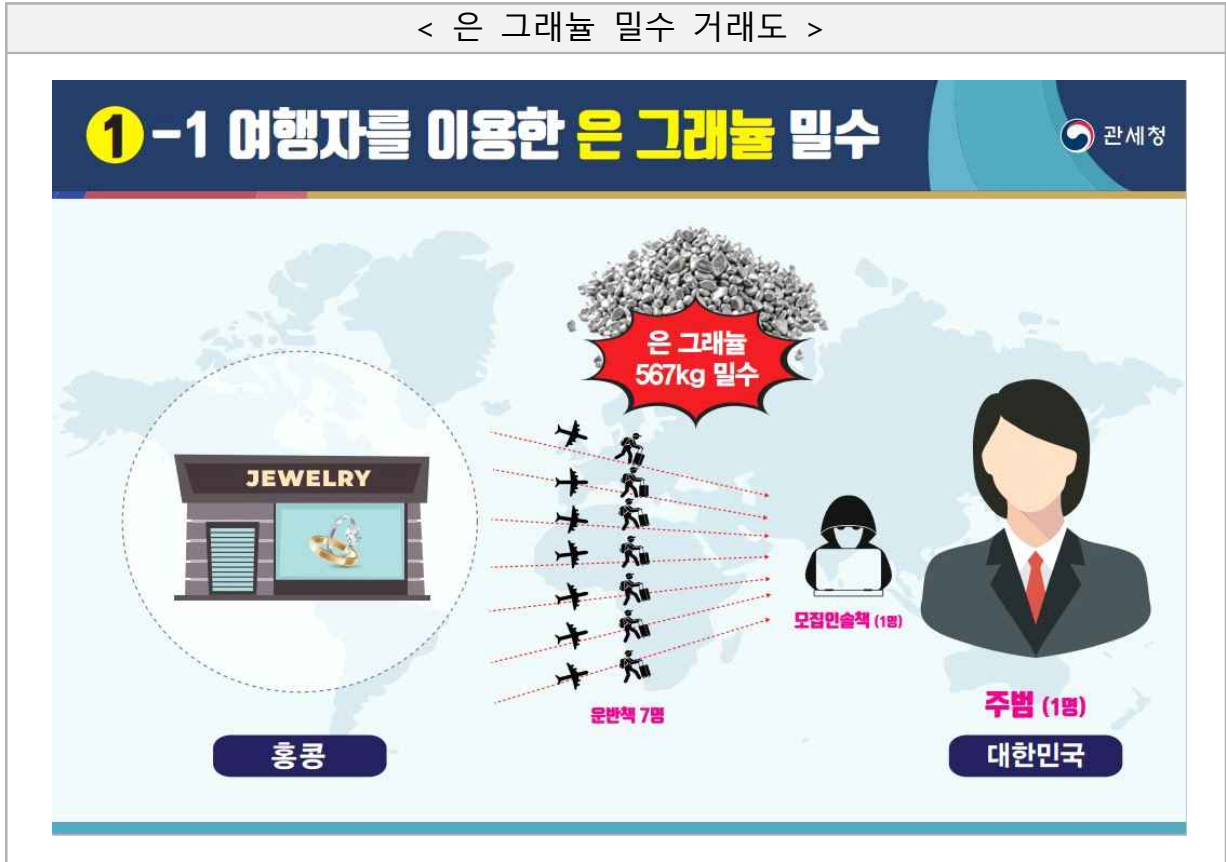 < 은 그래뉼 밀수 거래도 >
❶-1 여행자를 이용한 은 그래뉼 밀수
관세청
은 그래뉼
567kg 밀수
JEWELRY
모집인솔책 (1명)
운반책 7명
주범 (1명)
홍콩
대한민국